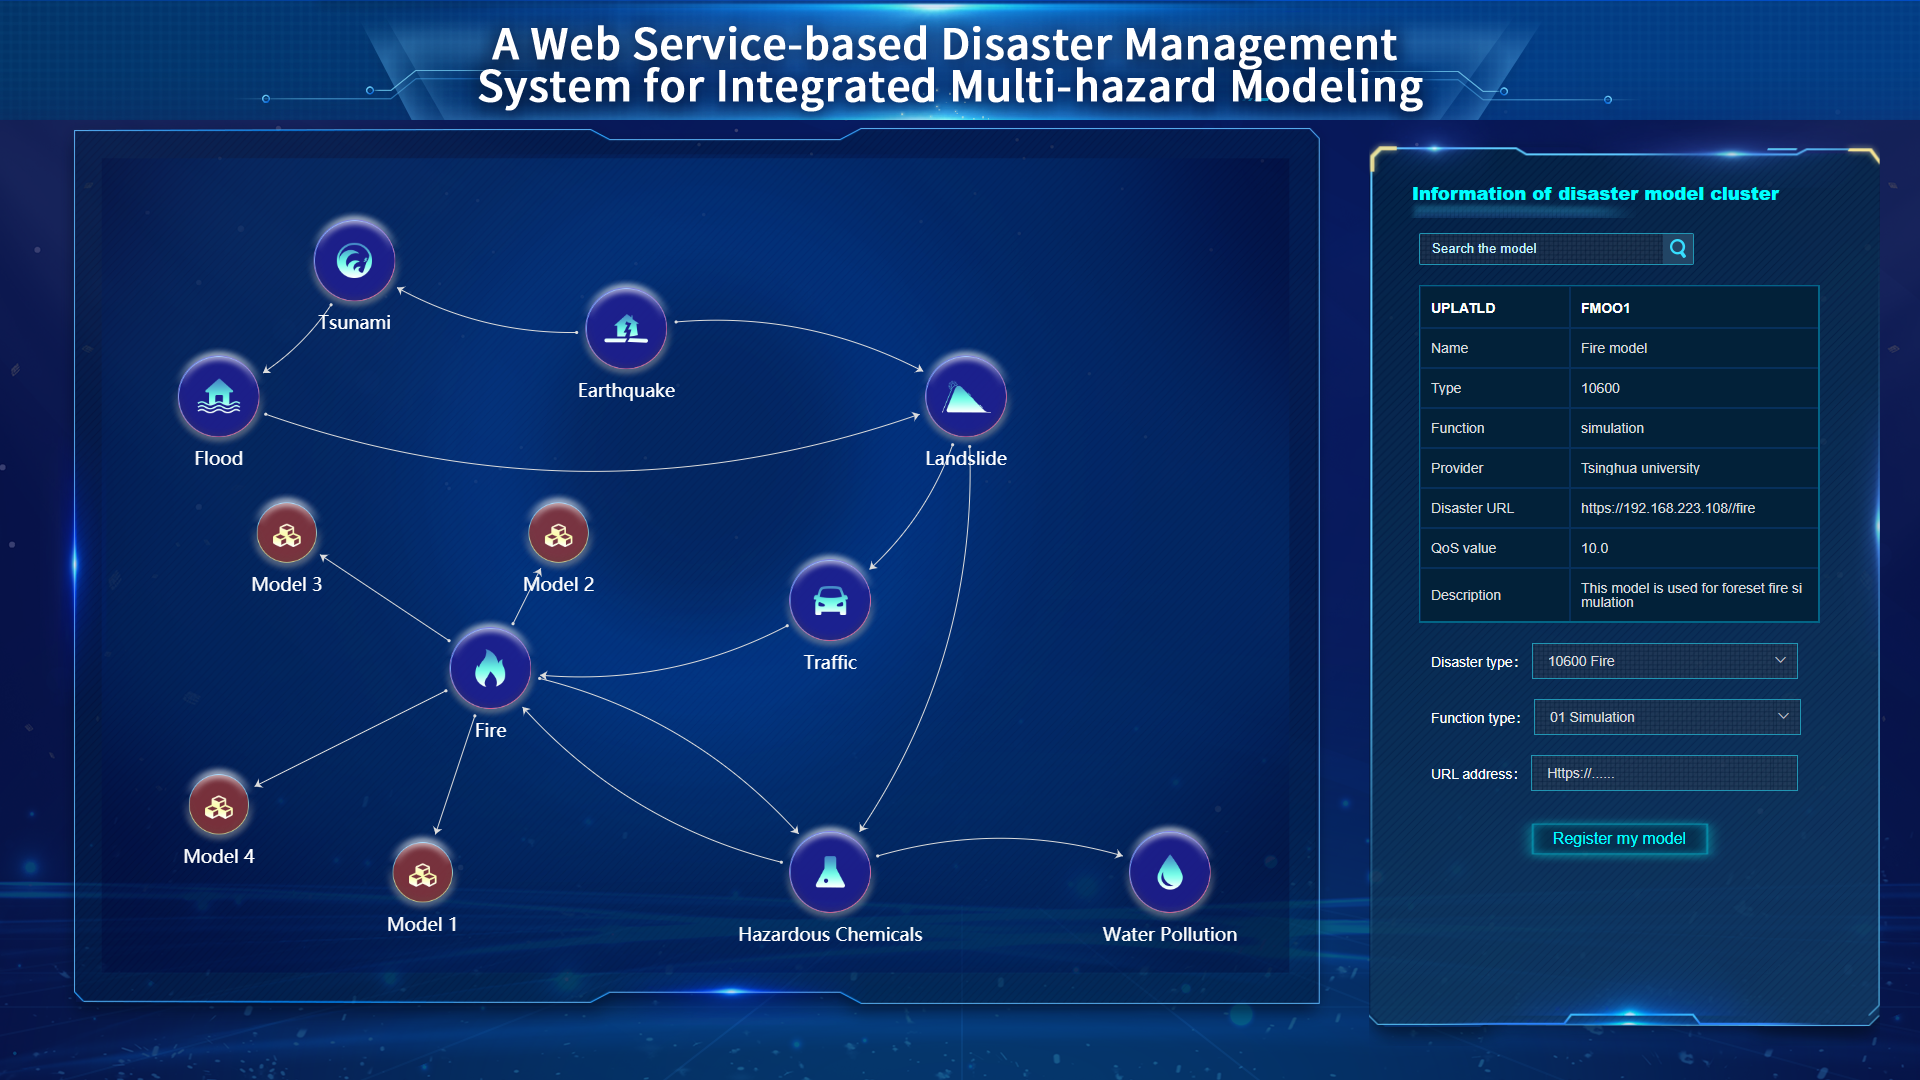 A Web Service-based Disaster Management
System for Integrated Multi-hazard Modeling
Tsunami
Earthquake
Flood
Landslide
Model 3
Model 2
Traffic
Fire
Model 4
Model 1
Hazardous Chemicals
Water Pollution
Information of disaster model cluster
Search the model
UPLATLD FMOO1
Name Fire model
Type 10600
Function simulation
Provider Tsinghua university
Disaster URL https://192.168.223.108//fire
QoS value 10.0
Description This model is used for foreset fire si
mulation
Disaster type: 10600 Fire
Function type: 01 Simulation
URL address: Https://......
Register my model